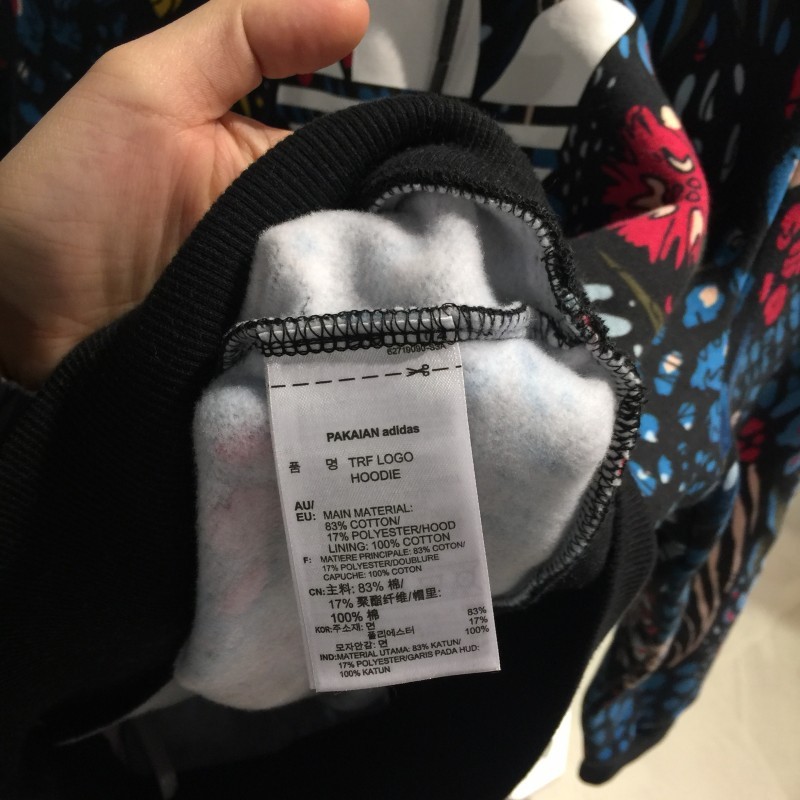 PAKAIAN adidas
품 명 TRF LOGO
HOODIE
AU/
EU: MAIN MATERIAL:
83% COTTON/
17% POLYESTER/HOOD
LINING: 100% COTTON
F: MATIERE PRINCIPALE: 83% COTON/
17% POLYESTER/DOUBLURE
CAPUCHE: 100% COTON
CN: 主料: 83% 棉/
17% 聚酯纤维/帽里:
100% 棉
KOR: 주소재: 면 83%
폴리에스터 17%
모자안감: 면 100%
IND: MATERIAL UTAMA: 83% KATUN/
17% POLYESTER/GARIS PADA HUD:
100% KATUN